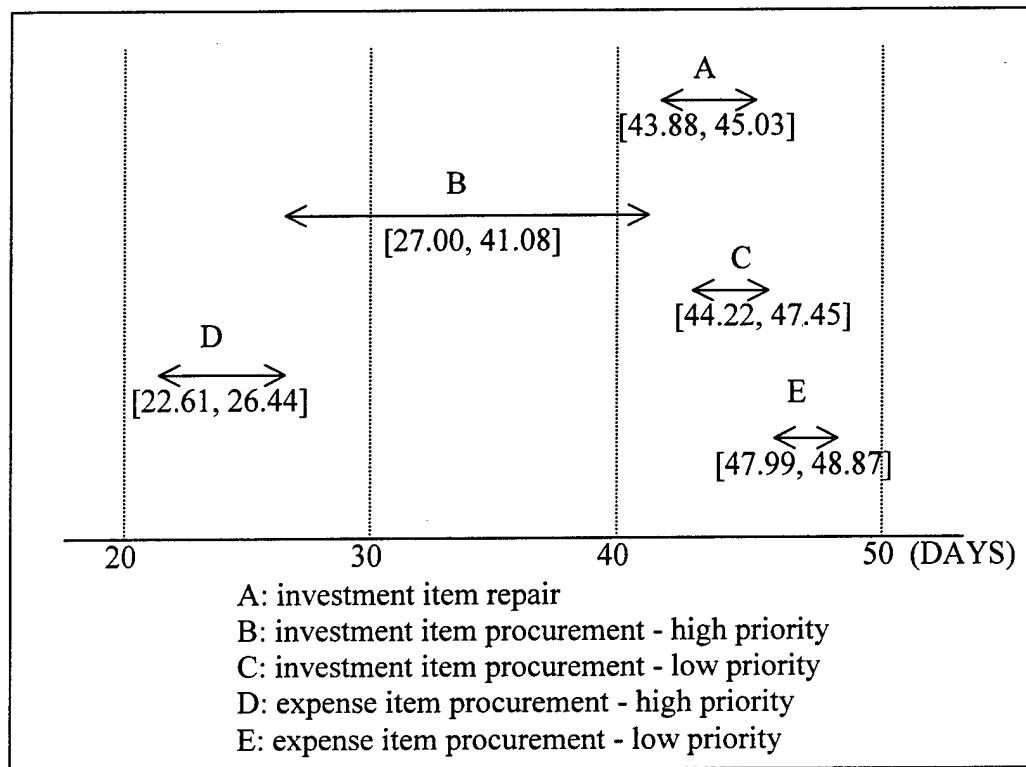 A
[43.88, 45.03]
B
[27.00, 41.08]
C
[44.22, 47.45]
D
[22.61, 26.44]
E
[47.99, 48.87]
20 30 40 50 (DAYS)
A: investment item repair
B: investment item procurement - high priority
C: investment item procurement - low priority
D: expense item procurement - high priority
E: expense item procurement - low priority